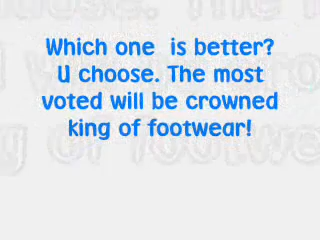 Which one  is better?
U choose. The most
voted will be crowned
king of footwear!